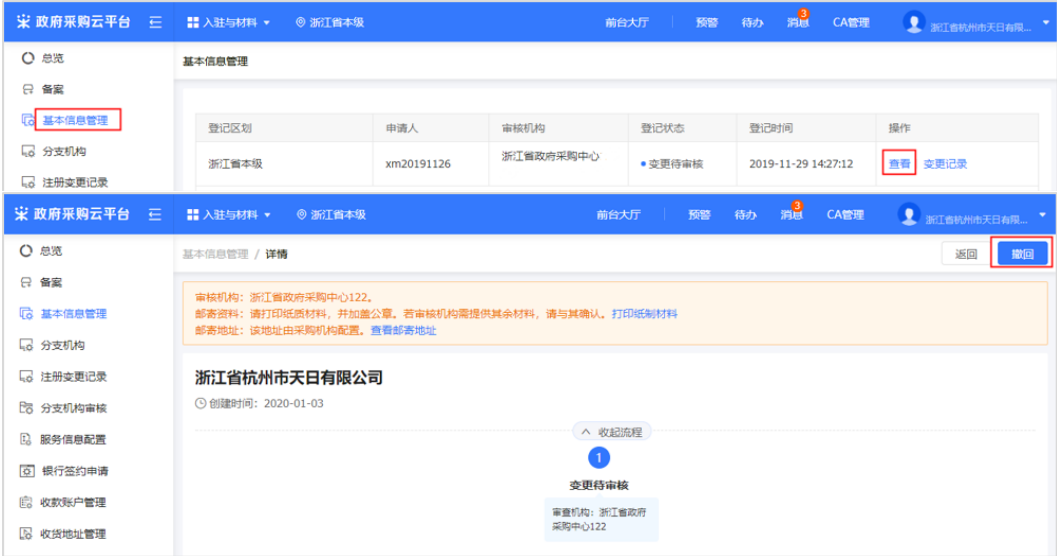 政府采购云平台 入驻与材料 浙江省本级 前台大厅 预警 待办 消息 3 CA管理 浙江省杭州市天日有限...
总览
备案
基本信息管理
分支机构
注册变更记录
基本信息管理
登记区划 申请人 审核机构 登记状态 登记时间 操作
浙江省本级 xm20191126 浙江省政府采购中心 变更待审核 2019-11-29 14:27:12 查看 变更记录
政府采购云平台 入驻与材料 浙江省本级 前台大厅 预警 待办 消息 3 CA管理 浙江省杭州市天日有限...
总览
备案
基本信息管理
分支机构
注册变更记录
分支机构审核
服务信息配置
银行签约申请
收款账户管理
收货地址管理
基本信息管理 / 详情 返回 撤回
审核机构：浙江省政府采购中心122。
邮寄资料：请打印纸质材料，并加盖公章。若审核机构需提供其余材料，请与其确认。打印纸制材料
邮寄地址：该地址由采购机构配置。查看邮寄地址
浙江省杭州市天日有限公司
创建时间：2020-01-03
收起流程
1
变更待审核
审查机构：浙江省政府
采购中心122